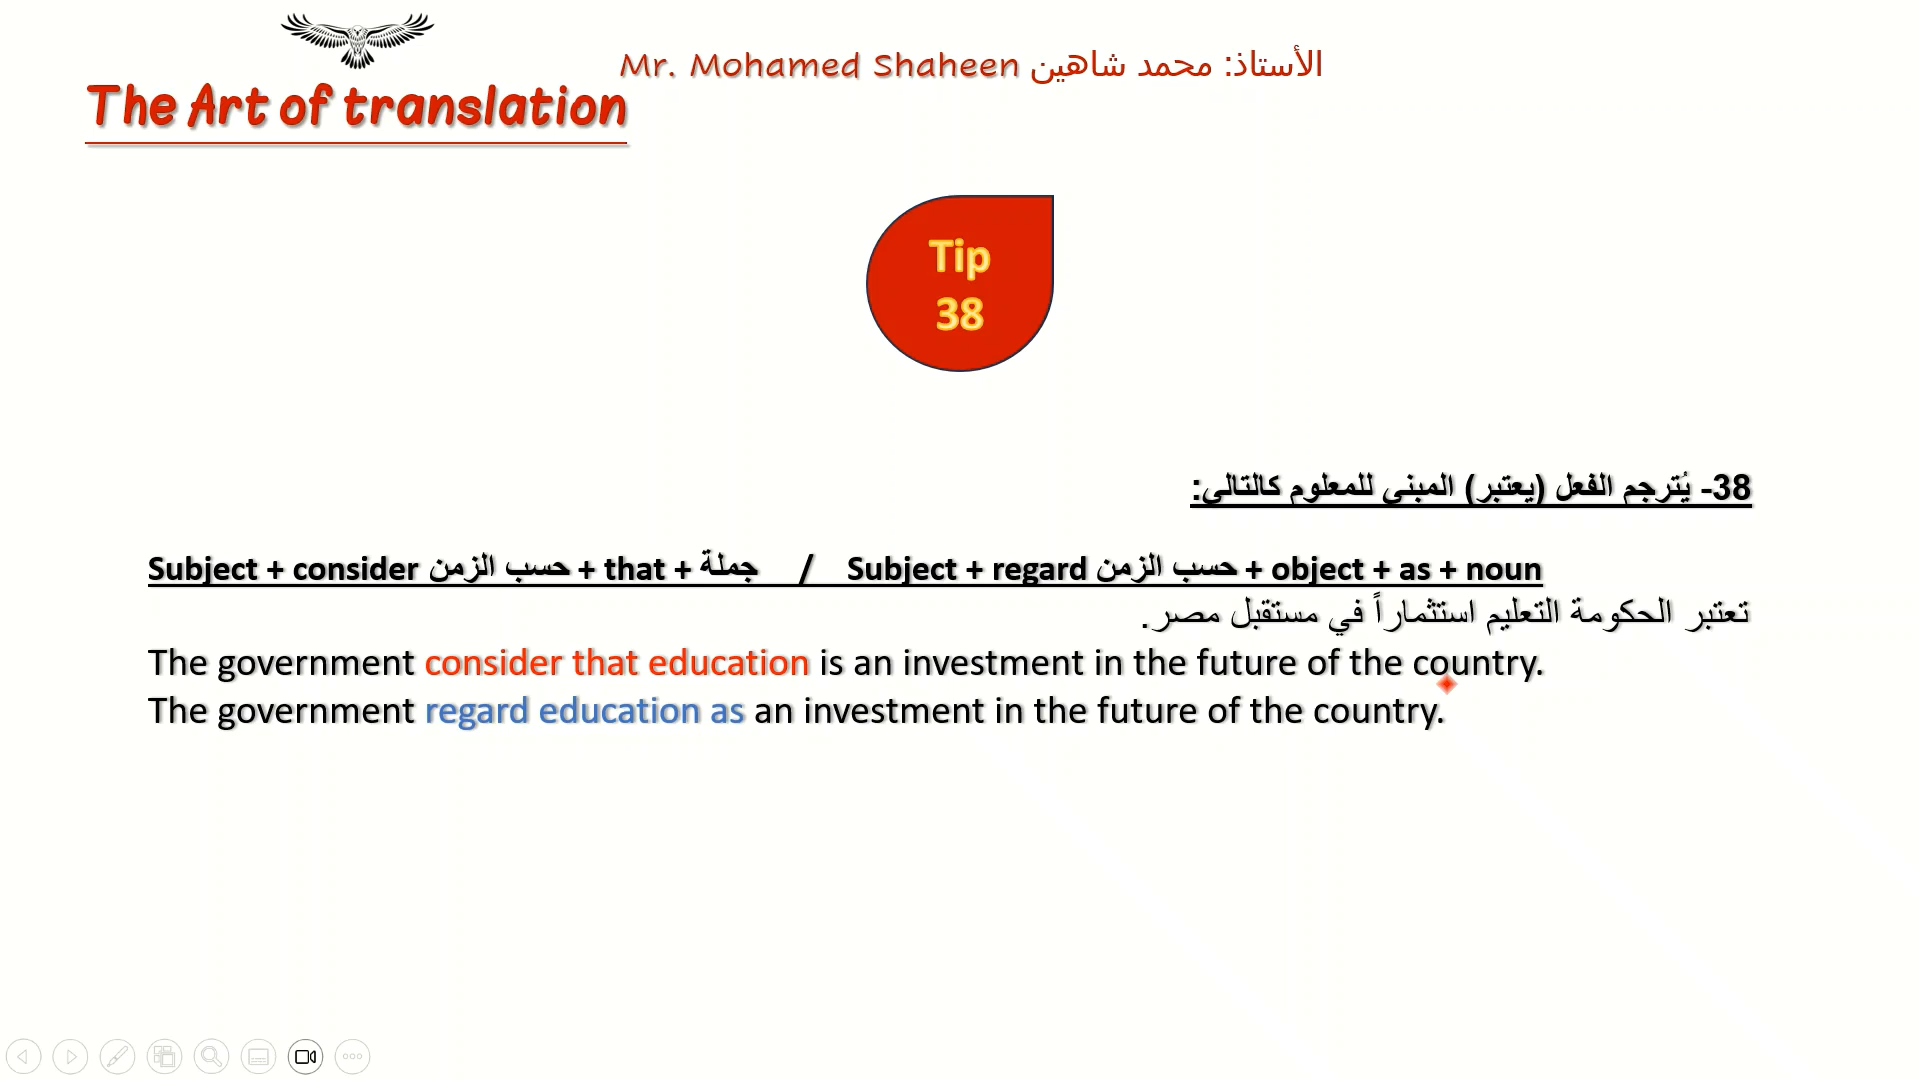 Mr. Mohamed Shaheen الأستاذ: محمد شاهين
The Art of translation
Tip
38
38- يُترجم الفعل (يعتبر) المبني للمعلوم كالتالي:
Subject + consider حسب الزمن + that + جملة / Subject + regard حسب الزمن + object + as + noun
تعتبر الحكومة التعليم استثماراً في مستقبل مصر.
The government consider that education is an investment in the future of the country.
The government regard education as an investment in the future of the country.